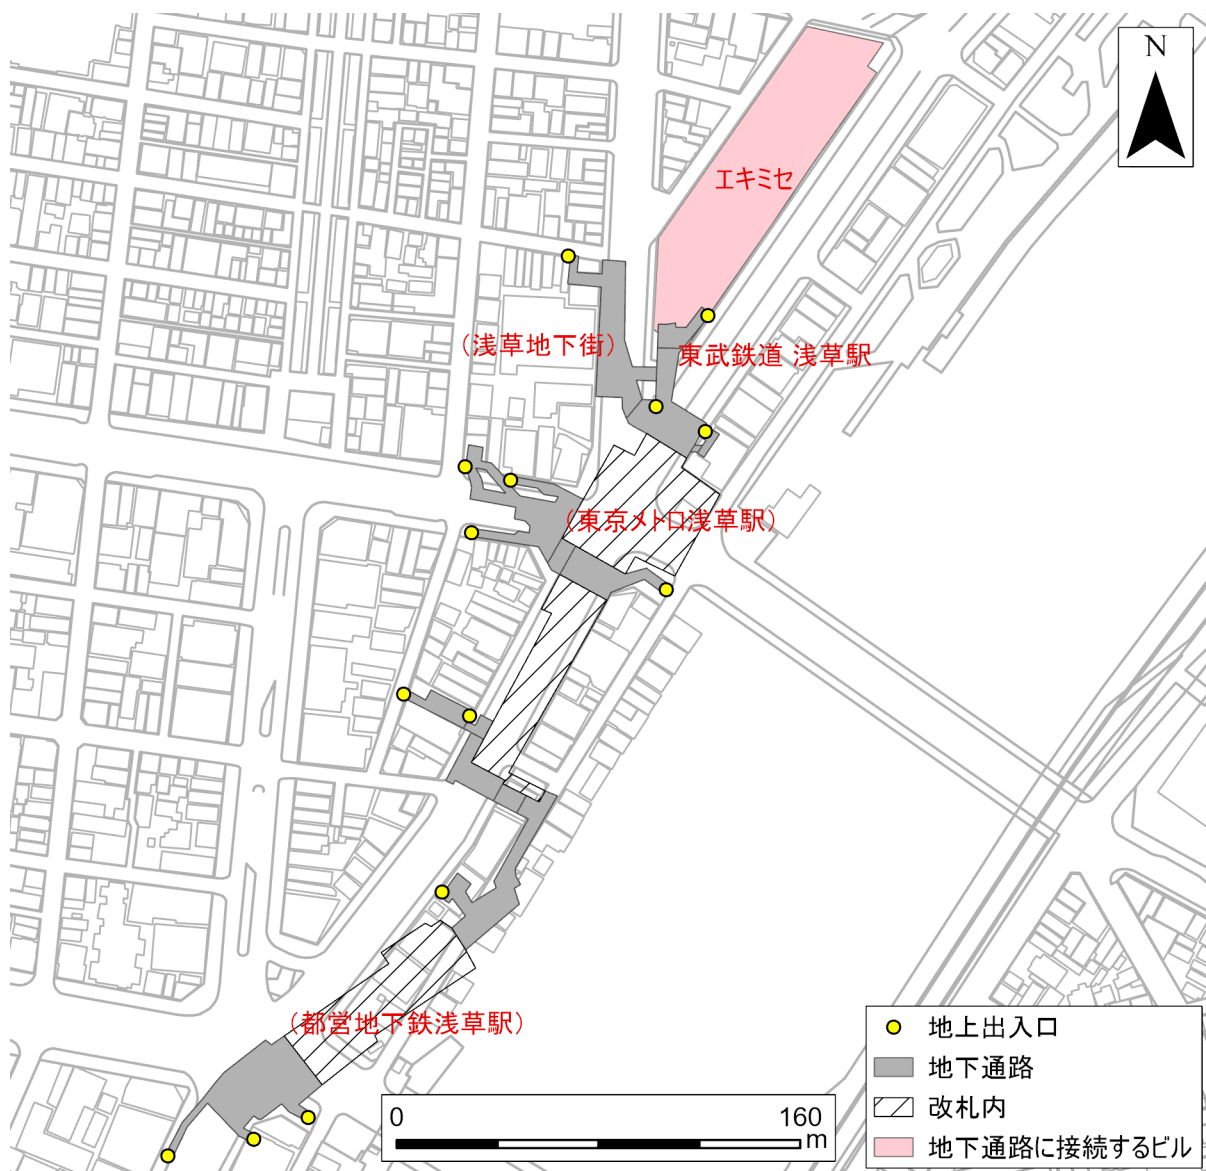 N
エキミセ
(浅草地下街)
東武鉄道 浅草駅
(東京メトロ浅草駅)
(都営地下鉄浅草駅)
地上出入口
地下通路
改札内
地下通路に接続するビル
0 160
m